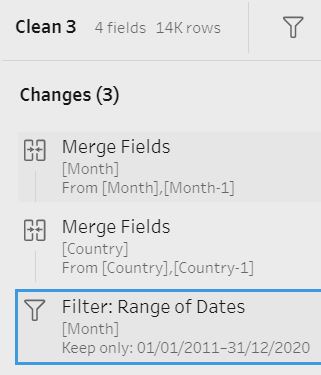 Clean 3 4 fields 14K rows
Changes (3)
Merge Fields
[Month]
From [Month],[Month-1]
Merge Fields
[Country]
From [Country],[Country-1]
Filter: Range of Dates
[Month]
Keep only: 01/01/2011–31/12/2020